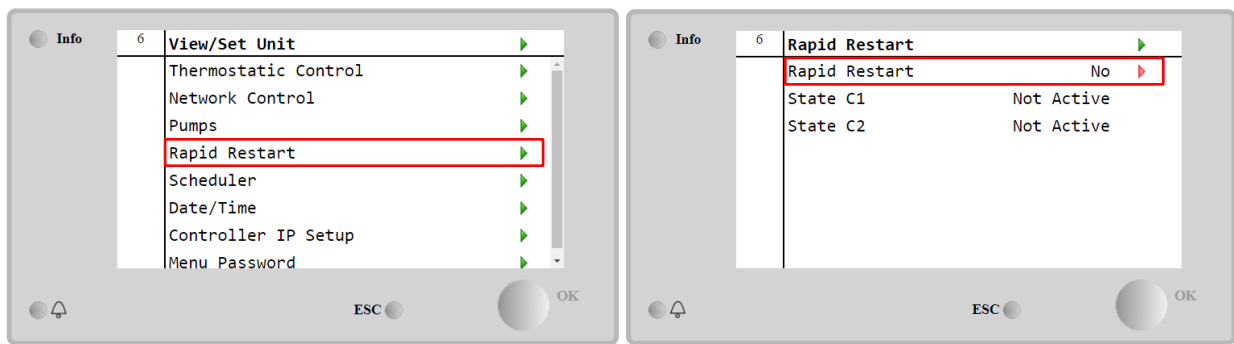 Info
6 View/Set Unit
Thermostatic Control
Network Control
Pumps
Rapid Restart
Scheduler
Date/Time
Controller IP Setup
Menu Password
ESC
OK
Info
6 Rapid Restart
Rapid Restart No
State C1 Not Active
State C2 Not Active
ESC
OK